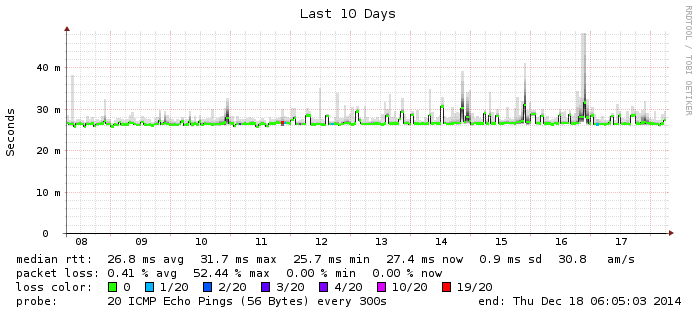 Last 10 Days
RRDTOOL / TOBI OETIKER
Seconds
40 m
30 m
20 m
10 m
0
08 09 10 11 12 13 14 15 16 17
median rtt: 26.8 ms avg 31.7 ms max 25.7 ms min 27.4 ms now 0.9 ms sd 30.8 am/s
packet loss: 0.41 % avg 52.44 % max 0.00 % min 0.00 % now
loss color: 0 1/20 2/20 3/20 4/20 10/20 19/20
probe: 20 ICMP Echo Pings (56 Bytes) every 300s end: Thu Dec 18 06:05:03 2014